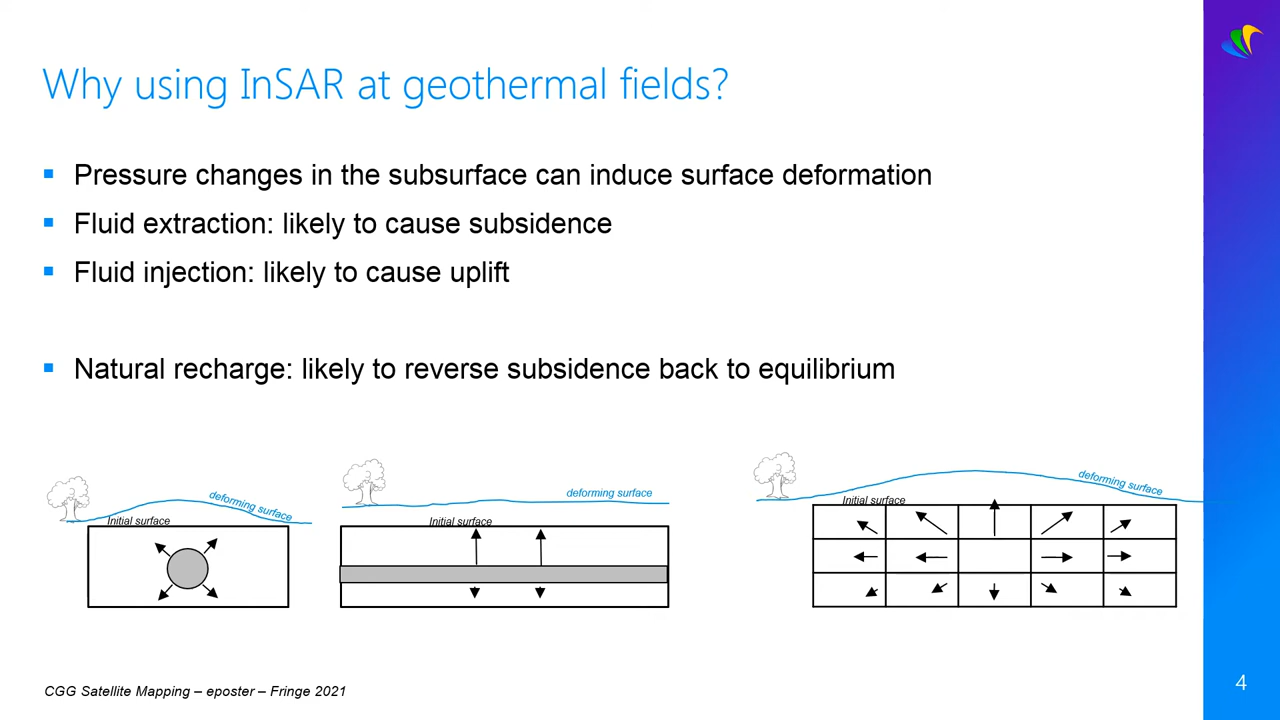 Why using InSAR at geothermal fields?
▪ Pressure changes in the subsurface can induce surface deformation
▪ Fluid extraction: likely to cause subsidence
▪ Fluid injection: likely to cause uplift
▪ Natural recharge: likely to reverse subsidence back to equilibrium
deforming surface
Initial surface
deforming surface
Initial surface
deforming surface
Initial surface
CGG Satellite Mapping – eposter – Fringe 2021
4